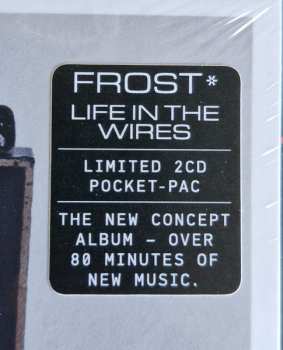 FROST*
LIFE IN THE
WIRES
LIMITED 2CD
POCKET-PAC
THE NEW CONCEPT
ALBUM – OVER
80 MINUTES OF
NEW MUSIC.